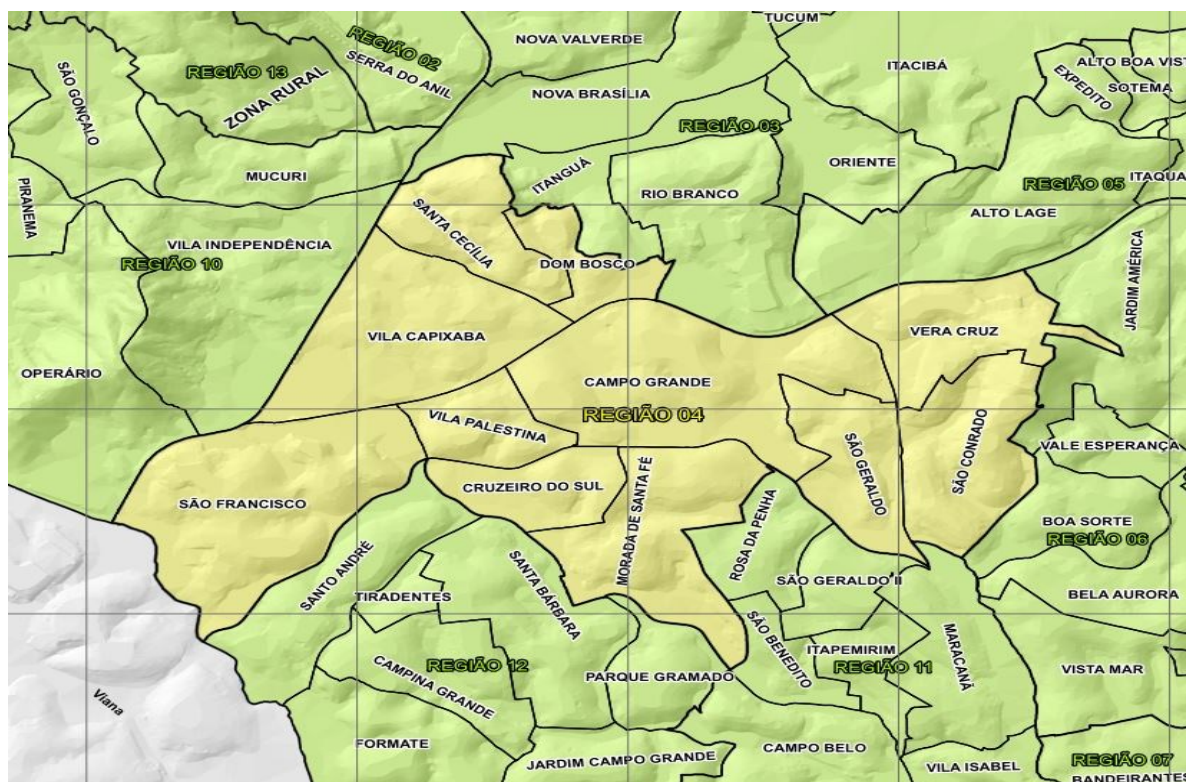 TUCUM
NOVA VALVERDE
REGIÃO 02
SERRA DO ANIL
ITACIBÁ
ALTO BOA VIST
SÃO GONÇALO
REGIÃO 13
ZONA RURAL
EXPEDITO
SOTEMA
NOVA BRASÍLIA
REGIÃO 03
MUCURI
ITANGUÁ
RIO BRANCO
ORIENTE
REGIÃO 05
ITAQUA
PIRANEMA
SANTA CECÍLIA
ALTO LAGE
VILA INDEPENDÊNCIA
REGIÃO 10
DOM BOSCO
JARDIM AMÉRICA
VILA CAPIXABA
VERA CRUZ
OPERÁRIO
CAMPO GRANDE
REGIÃO 04
VILA PALESTINA
SÃO GERALDO
SÃO CONRADO
VALE ESPERANÇA
SÃO FRANCISCO
CRUZEIRO DO SUL
MORADA DE SANTA FÉ
ROSA DA PENHA
BOA SORTE
REGIÃO 06
SANTO ANDRÉ
TIRADENTES
SANTA BÁRBARA
SÃO GERALDO II
BELA AURORA
SÃO BENEDITO
ITAPEMIRIM
REGIÃO 11
MARACANÃ
VISTA MAR
REGIÃO 12
CAMPINA GRANDE
PARQUE GRAMADO
Viana
FORMATE
JARDIM CAMPO GRANDE
CAMPO BELO
VILA ISABEL
REGIÃO 07
BANDEIRANTES